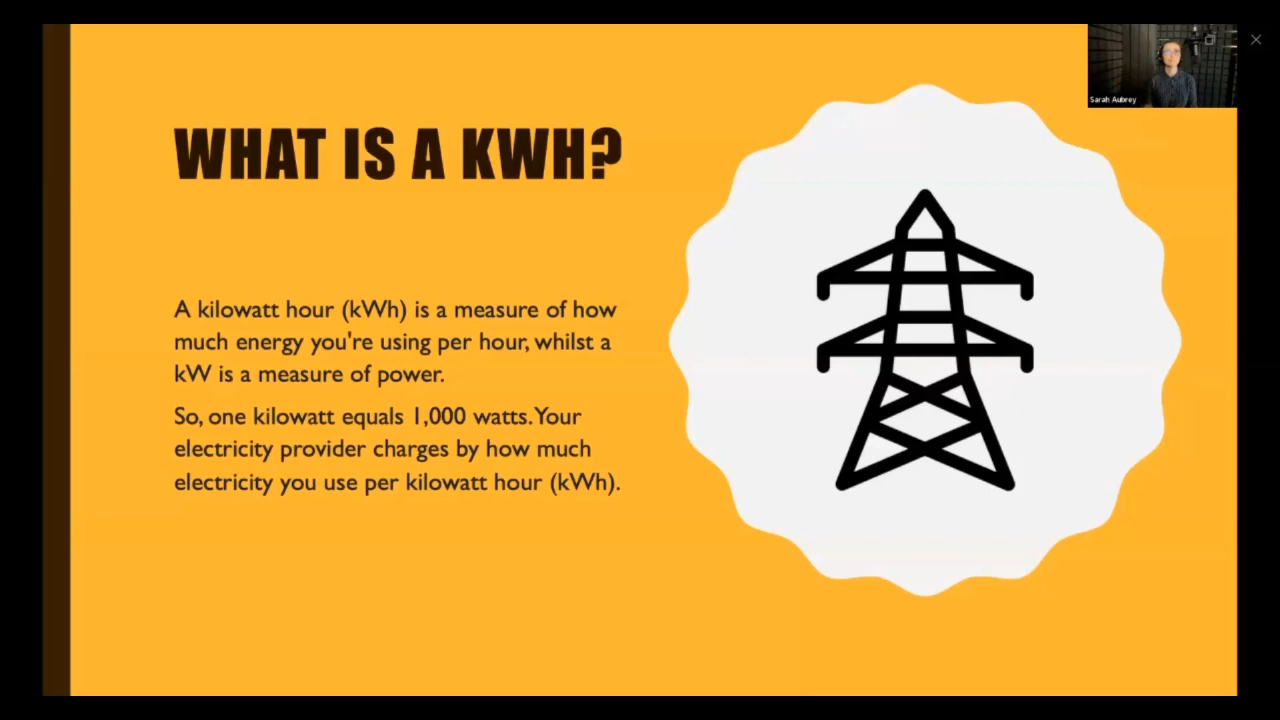 WHAT IS A KWH?
A kilowatt hour (kWh) is a measure of how
much energy you're using per hour, whilst a
kW is a measure of power.
So, one kilowatt equals 1,000 watts. Your
electricity provider charges by how much
electricity you use per kilowatt hour (kWh).
Sarah Aubrey